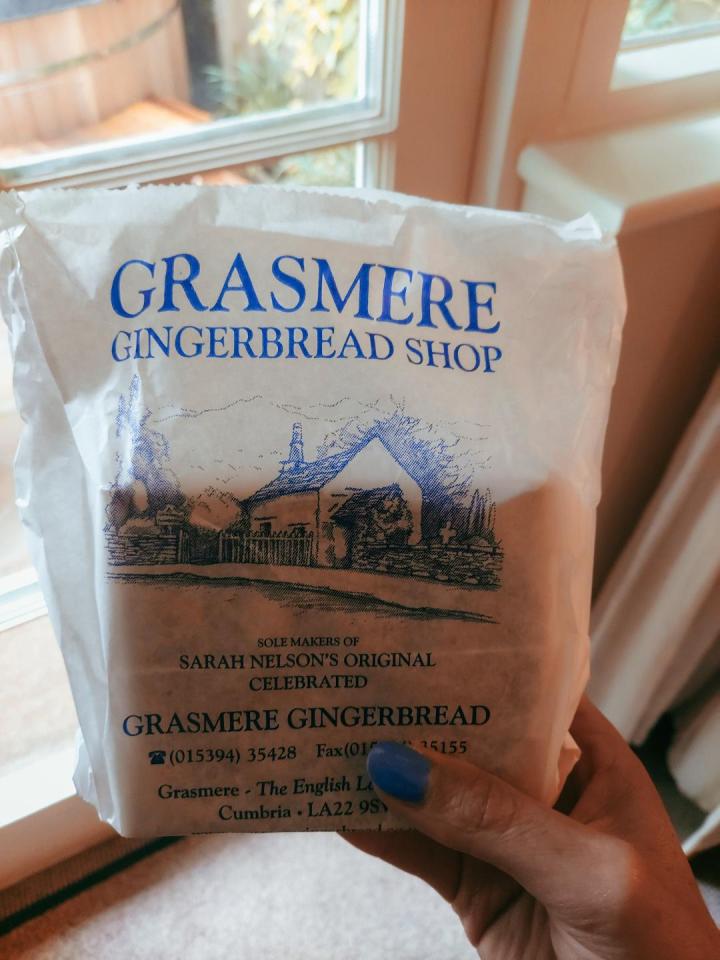 GRASMERE
GINGERBREAD SHOP
SOLE MAKERS OF
SARAH NELSON'S ORIGINAL
CELEBRATED
GRASMERE GINGERBREAD
☎(015394) 35428 Fax 35155
Grasmere - The English
Cumbria • LA22